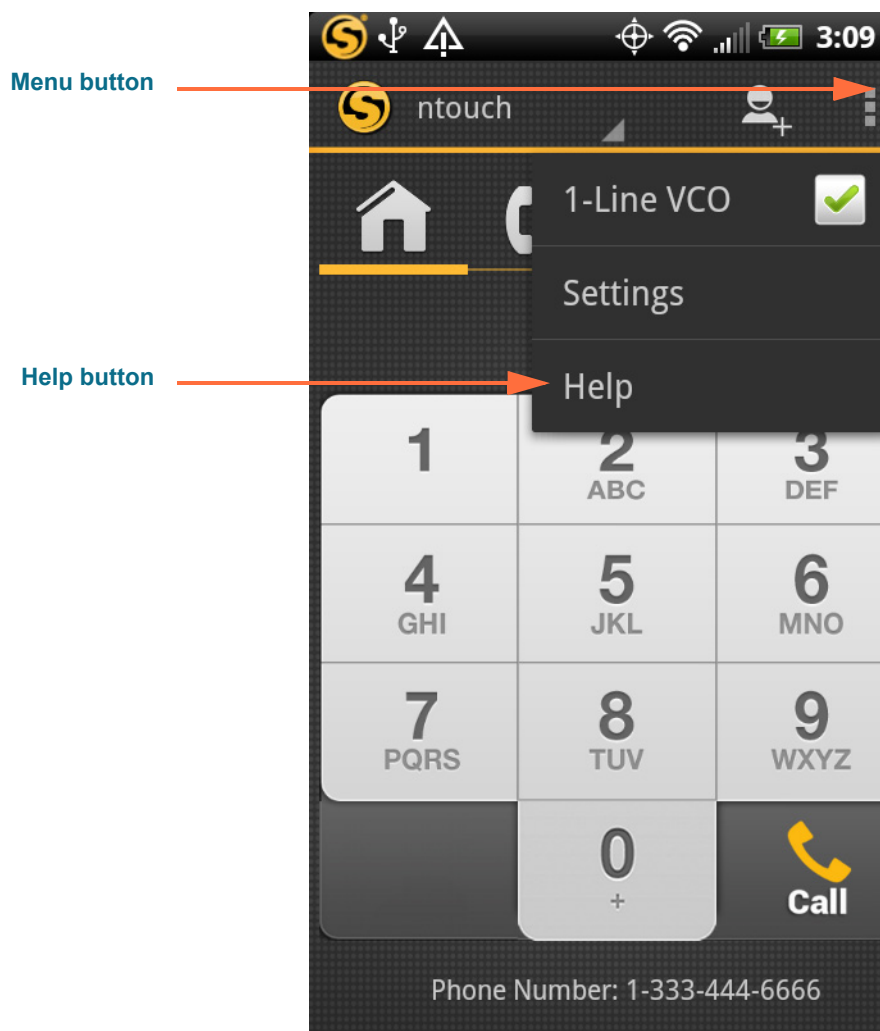 3:09
Menu button
ntouch
1-Line VCO
Settings
Help button
Help
1
2
ABC
3
DEF
4
GHI
5
JKL
6
MNO
7
PQRS
8
TUV
9
WXYZ
0
+
Call
Phone Number: 1-333-444-6666